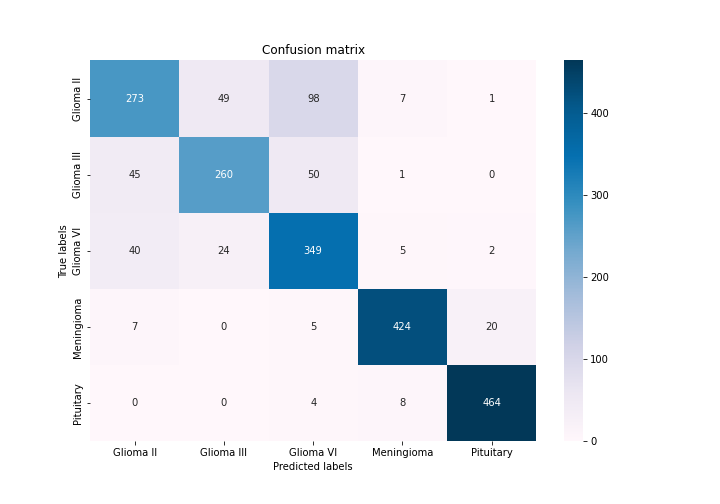 Confusion matrix
True labels
Glioma II 273 49 98 7 1
Glioma III 45 260 50 1 0
Glioma VI 40 24 349 5 2
Meningioma 7 0 5 424 20
Pituitary 0 0 4 8 464
Glioma II Glioma III Glioma VI Meningioma Pituitary
Predicted labels
400
300
200
100
0